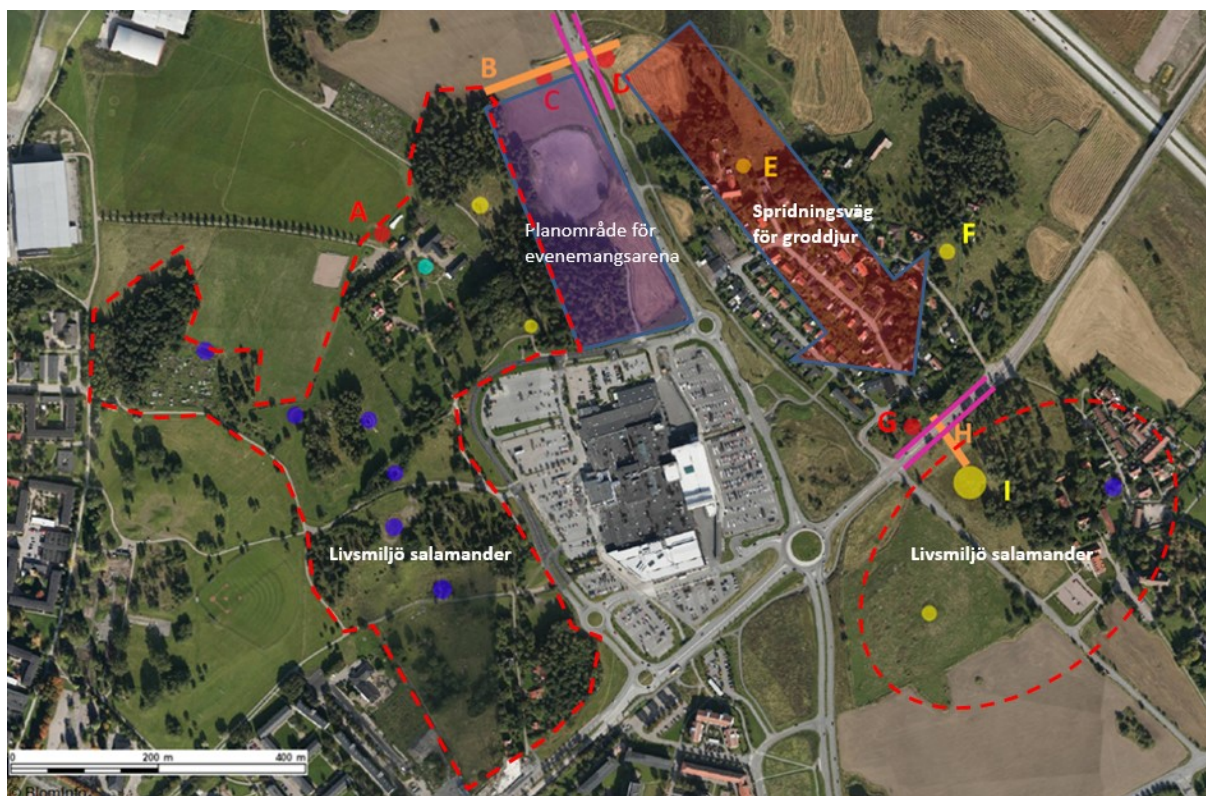 B
C
D
A
E
Planområde för
evenemangsarena
Spridningsväg
för groddjur
F
G
H
I
Livsmiljö salamander
Livsmiljö salamander
0 200 m 400 m